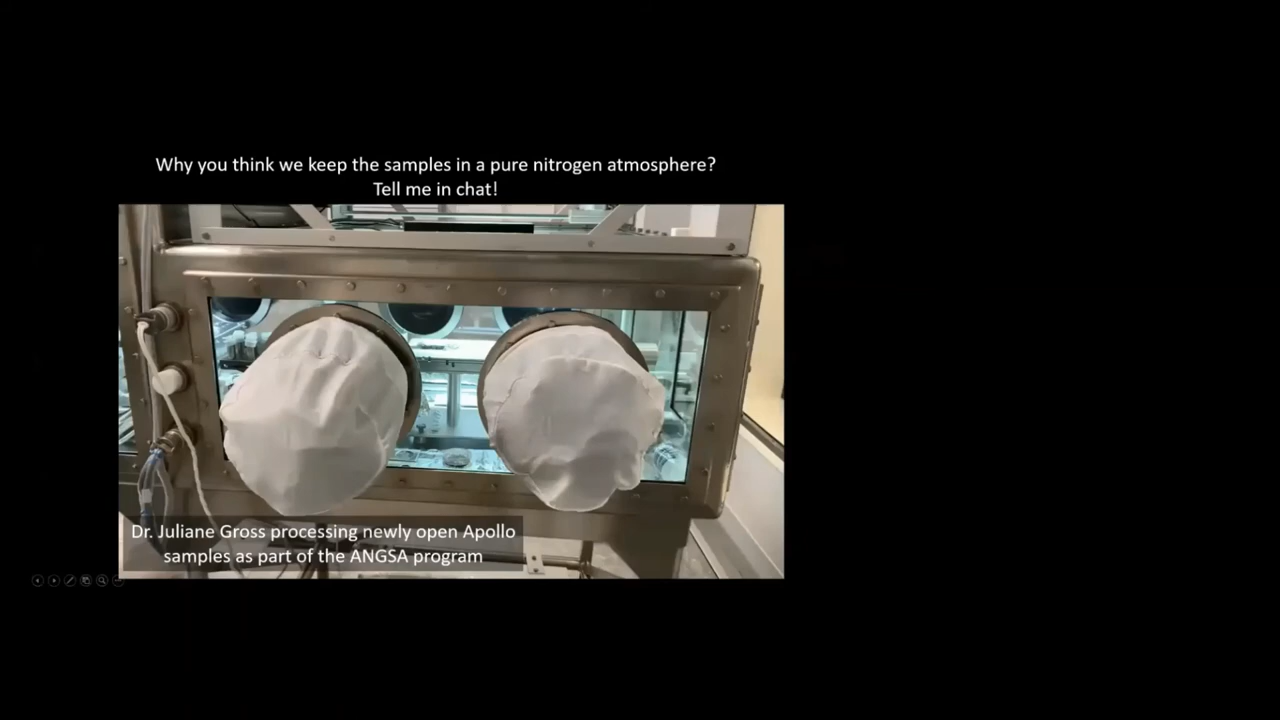 Why you think we keep the samples in a pure nitrogen atmosphere?
Tell me in chat!
Dr. Juliane Gross processing newly open Apollo
samples as part of the ANGSA program